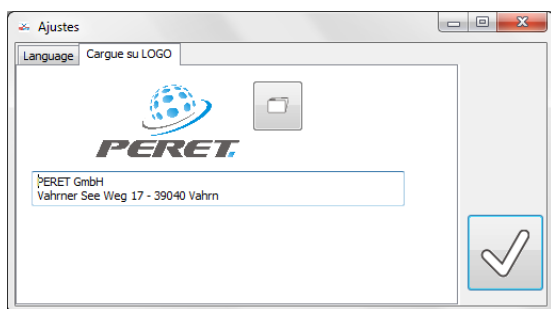 Ajustes
Language Cargue su LOGO
PERET.
PERET GmbH
Vahrner See Weg 17 - 39040 Vahrn